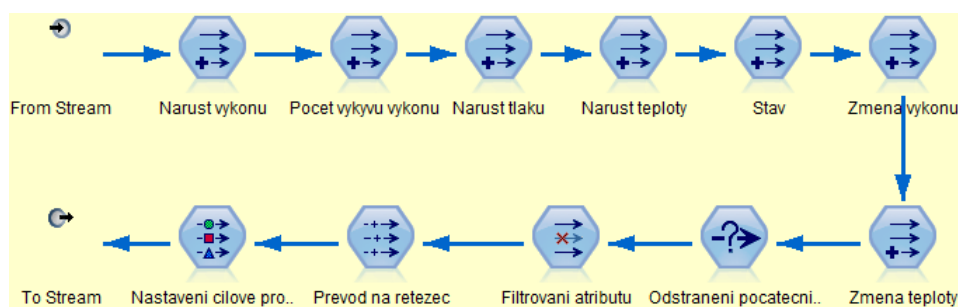 From Stream
Narust vykonu
Pocet vykyvu vykonu
Narust tlaku
Narust teploty
Stav
Zmena vykonu
To Stream
Nastaveni cilove pro..
Prevod na retezec
Filtrovani atributu
Odstraneni pocatecni..
Zmena teploty